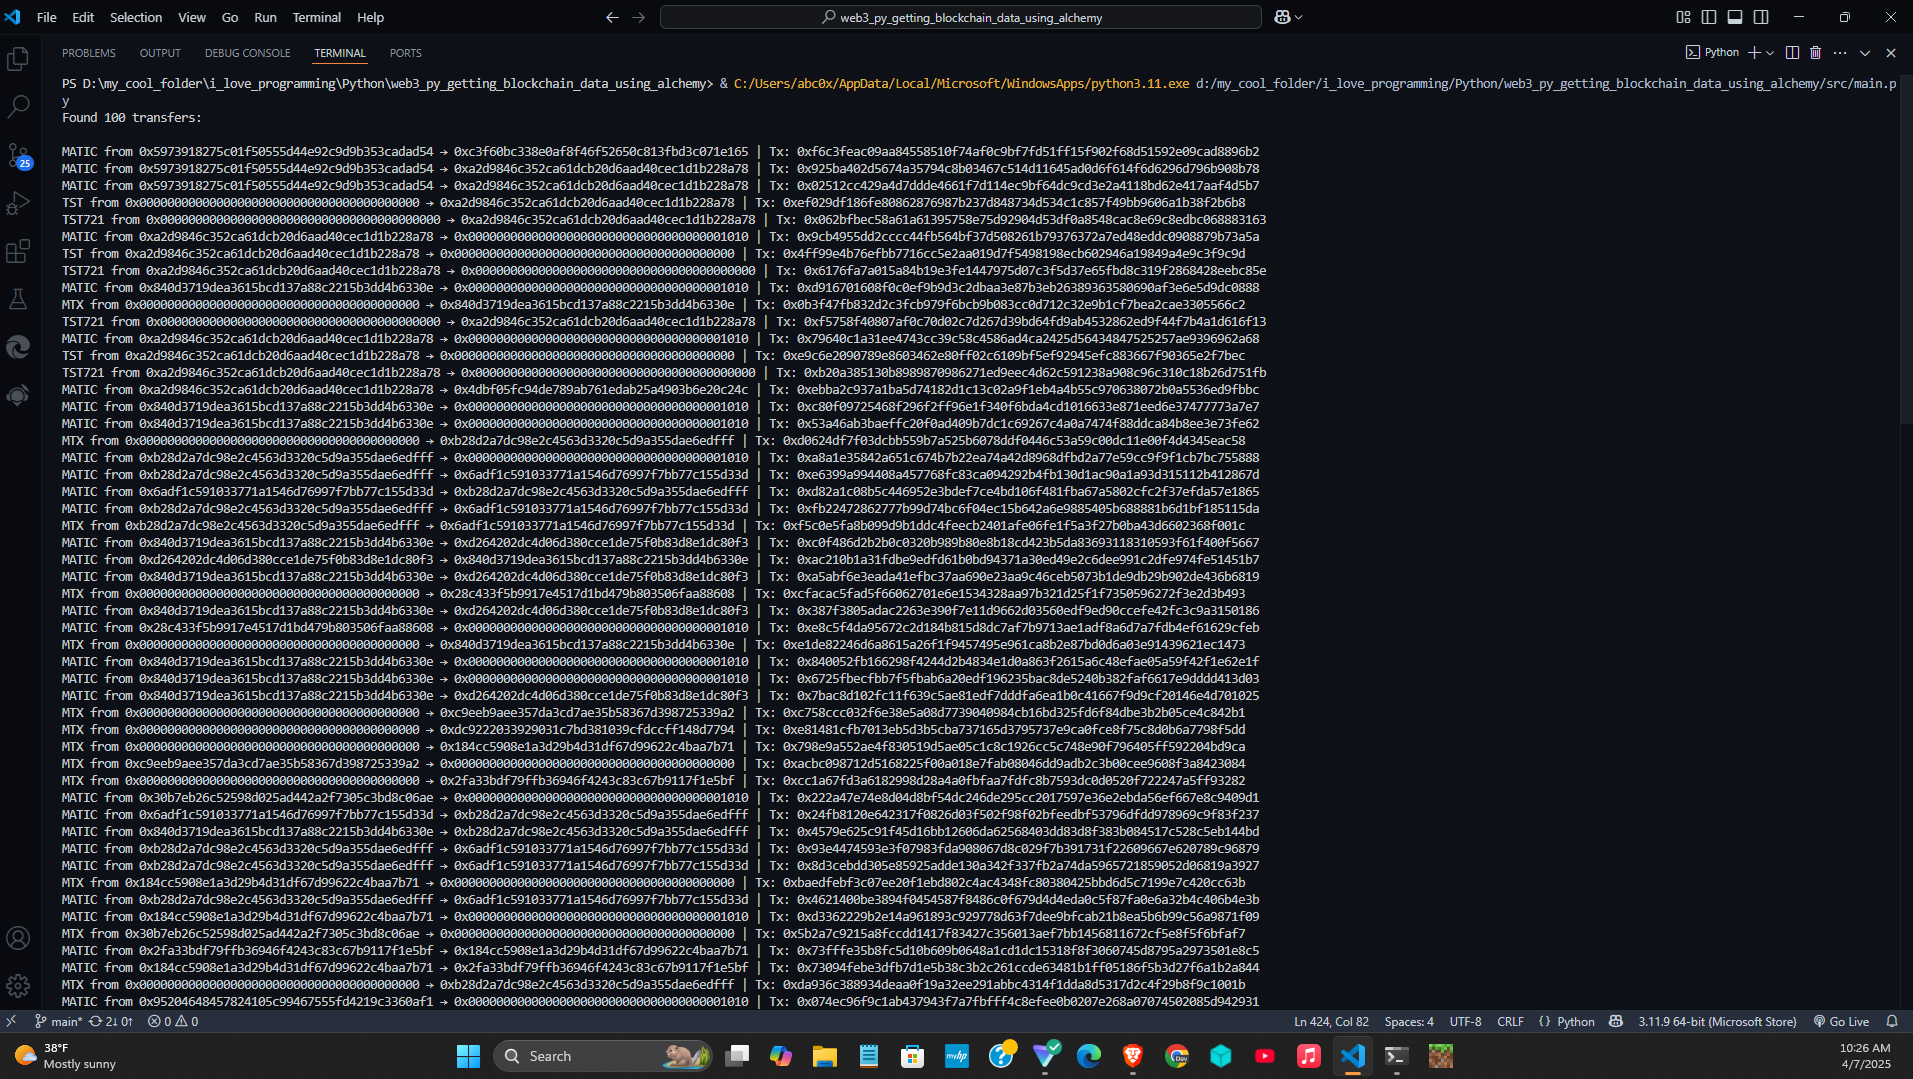 File Edit Selection View Go Run Terminal Help
web3_py_getting_blockchain_data_using_alchemy
PROBLEMS OUTPUT DEBUG CONSOLE TERMINAL PORTS
Python
PS D:\my_cool_folder\i_love_programming\Python\web3_py_getting_blockchain_data_using_alchemy> & C:/Users/abc0x/AppData/Local/Microsoft/WindowsApps/python3.11.exe d:/my_cool_folder/i_love_programming/Python/web3_py_getting_blockchain_data_using_alchemy/src/main.p
y
Found 100 transfers:
MATIC from 0x5973918275c01f50555d44e92c9d9b353cadad54 → 0xc3f60bc338e0af8f46f52650c813fbd3c071e165 | Tx: 0xf6c3feac09aa84558510f74af0c9bf7fd51ff15f902f68d51592e09cad8896b2
MATIC from 0x5973918275c01f50555d44e92c9d9b353cadad54 → 0xa2d9846c352ca61dcb20d6aad40cec1d1b228a78 | Tx: 0x925ba402d5674a35794c8b03467c514d11645ad0d6f614f6d6296d796b908b78
MATIC from 0x5973918275c01f50555d44e92c9d9b353cadad54 → 0xa2d9846c352ca61dcb20d6aad40cec1d1b228a78 | Tx: 0x02512cc429a4d7ddde4661f7d114ec9bf64dc9cd3e2a4118bd62e417aaf4d5b7
TST from 0x0000000000000000000000000000000000000000 → 0xa2d9846c352ca61dcb20d6aad40cec1d1b228a78 | Tx: 0xef029df186fe80862876987b237d848734d534c1c857f49bb9606a1b38f2b6b8
TST721 from 0x0000000000000000000000000000000000000000 → 0xa2d9846c352ca61dcb20d6aad40cec1d1b228a78 | Tx: 0x062bfbec58a61a61395758e75d92904d53df0a8548cac8e69c8edbc068883163
MATIC from 0xa2d9846c352ca61dcb20d6aad40cec1d1b228a78 → 0x0000000000000000000000000000000000001010 | Tx: 0x9cb4955dd2cccc44fb564bf37d508261b79376372a7ed48eddc0908879b73a5a
TST from 0xa2d9846c352ca61dcb20d6aad40cec1d1b228a78 → 0x0000000000000000000000000000000000000000 | Tx: 0x4ff99e4b76efbb7716cc5e2aa019d7f5498198ecb602946a19849a4e9c3f9c9d
TST721 from 0xa2d9846c352ca61dcb20d6aad40cec1d1b228a78 → 0x0000000000000000000000000000000000000000 | Tx: 0x6176fa7a015a84b19e3fe1447975d07c3f5d37e65fbd8c319f2868428eebc85e
MATIC from 0x840d3719dea3615bcd137a88c2215b3dd4b6330e → 0x0000000000000000000000000000000000001010 | Tx: 0xd916701608f0c0ef9b9d3c2dbaa3e87b3eb26389363580690af3e6e5d9dc0888
MTX from 0x0000000000000000000000000000000000000000 → 0x840d3719dea3615bcd137a88c2215b3dd4b6330e | Tx: 0x0b3f47fb832d2c3fcb979f6bcb9b083cc0d712c32e9b1cf7bea2cae3305566c2
TST721 from 0x0000000000000000000000000000000000000000 → 0xa2d9846c352ca61dcb20d6aad40cec1d1b228a78 | Tx: 0xf5758f40807af0c70d02c7d267d39bd64fd9ab4532862ed9f44f7b4a1d616f13
MATIC from 0xa2d9846c352ca61dcb20d6aad40cec1d1b228a78 → 0x0000000000000000000000000000000000001010 | Tx: 0x79640c1a31ee4743cc39c58c4586ad4ca2425d56434847525257ae9396962a68
TST from 0xa2d9846c352ca61dcb20d6aad40cec1d1b228a78 → 0x0000000000000000000000000000000000000000 | Tx: 0xe9c6e2090789e8603462e80ff02c6109bf5ef92945efc883667f90365e2f7bec
TST721 from 0xa2d9846c352ca61dcb20d6aad40cec1d1b228a78 → 0x0000000000000000000000000000000000000000 | Tx: 0xb20a385130b8989870986271ed9eec4d62c591238a908c96c310c18b26d751fb
MATIC from 0xa2d9846c352ca61dcb20d6aad40cec1d1b228a78 → 0x4dbf05fc94de789ab761edab25a4903b6e20c24c | Tx: 0xebba2c937a1ba5d74182d1c13c02a9f1eb4a4b55c970638072b0a5536ed9fbbc
MATIC from 0x840d3719dea3615bcd137a88c2215b3dd4b6330e → 0x0000000000000000000000000000000000001010 | Tx: 0xc80f09725468f296f2ff96e1f340f6bda4cd1016633e871eed6e37477773a7e7
MATIC from 0x840d3719dea3615bcd137a88c2215b3dd4b6330e → 0x0000000000000000000000000000000000001010 | Tx: 0x53a46ab3baeffc20f0ad409b7dc1c69267c4a0a7474f88ddca84b8ee3e73fe62
MTX from 0x0000000000000000000000000000000000000000 → 0xb28d2a7dc98e2c4563d3320c5d9a355dae6edfff | Tx: 0xd0624df7f03dcbb559b7a525b6078ddf0446c53a59c00dc11e00f4d4345eac58
MATIC from 0xb28d2a7dc98e2c4563d3320c5d9a355dae6edfff → 0x0000000000000000000000000000000000001010 | Tx: 0xa8a1e35842a651c674b7b22ea74a42d8968dfbd2a77e59cc9f9f1cb7bc755888
MATIC from 0xb28d2a7dc98e2c4563d3320c5d9a355dae6edfff → 0x6adf1c591033771a1546d76997f7bb77c155d33d | Tx: 0xe6399a994408a457768fc83ca094292b4fb130d1ac90a1a93d315112b412867d
MATIC from 0x6adf1c591033771a1546d76997f7bb77c155d33d → 0xb28d2a7dc98e2c4563d3320c5d9a355dae6edfff | Tx: 0xd82a1c08b5c446952e3bdef7ce4bd106f481fba67a5802cfc2f37efda57e1865
MATIC from 0xb28d2a7dc98e2c4563d3320c5d9a355dae6edfff → 0x6adf1c591033771a1546d76997f7bb77c155d33d | Tx: 0xfb22472862777b99d74bc6f04ec15b642a6e9885405b688881b6d1bf185115da
MTX from 0xb28d2a7dc98e2c4563d3320c5d9a355dae6edfff → 0x6adf1c591033771a1546d76997f7bb77c155d33d | Tx: 0xf5c0e5fa8b099d9b1ddc4feecb2401afe06fe1f5a3f27b0ba43d6602368f001c
MATIC from 0x840d3719dea3615bcd137a88c2215b3dd4b6330e → 0xd264202dc4d06d380cce1de75f0b83d8e1dc80f3 | Tx: 0xc0f486d2b2b0c0320b989b80e8b18cd423b5da83693118310593f61f400f5667
MATIC from 0xd264202dc4d06d380cce1de75f0b83d8e1dc80f3 → 0x840d3719dea3615bcd137a88c2215b3dd4b6330e | Tx: 0xac210b1a31fdbe9edfd61b0bd94371a30ed49e2c6dee991c2dfe974fe51451b7
MATIC from 0x840d3719dea3615bcd137a88c2215b3dd4b6330e → 0xd264202dc4d06d380cce1de75f0b83d8e1dc80f3 | Tx: 0xa5abf6e3eada41efbc37aa690e23aa9c46ceb5073b1de9db29b902de436b6819
MTX from 0x0000000000000000000000000000000000000000 → 0x28c433f5b9917e4517d1bd479b803506faa88608 | Tx: 0xcfacac5fad5f66062701e6e1534328aa97b321d25f1f7350596272f3e2d3b493
MATIC from 0x840d3719dea3615bcd137a88c2215b3dd4b6330e → 0xd264202dc4d06d380cce1de75f0b83d8e1dc80f3 | Tx: 0x387f3805adac2263e390f7e11d9662d03560edf9ed90ccefe42fc3c9a3150186
MATIC from 0x28c433f5b9917e4517d1bd479b803506faa88608 → 0x0000000000000000000000000000000000001010 | Tx: 0xe8c5f4da95672c2d184b815d8dc7af7b9713ae1adf8a6d7a7fdb4ef61629cfeb
MTX from 0x0000000000000000000000000000000000000000 → 0x840d3719dea3615bcd137a88c2215b3dd4b6330e | Tx: 0xe1de82246d6a8615a26f1f9457495e961ca8b2e87bd0d6a03e91439621ec1473
MATIC from 0x840d3719dea3615bcd137a88c2215b3dd4b6330e → 0x0000000000000000000000000000000000001010 | Tx: 0x840052fb166298f4244d2b4834e1d0a863f2615a6c48efae05a59f42f1e62e1f
MATIC from 0x840d3719dea3615bcd137a88c2215b3dd4b6330e → 0x0000000000000000000000000000000000001010 | Tx: 0x6725fbecfbb7f5fbab6a20edf196235bac8de5240b382faf6617e9dddd413d03
MATIC from 0x840d3719dea3615bcd137a88c2215b3dd4b6330e → 0xd264202dc4d06d380cce1de75f0b83d8e1dc80f3 | Tx: 0x7bac8d102fc11f639c5ae81edf7dddfa6ea1b0c41667f9d9cf20146e4d701025
MTX from 0x0000000000000000000000000000000000000000 → 0xc9eeb9aee357da3cd7ae35b58367d398725339a2 | Tx: 0xc758ccc032f6e38e5a08d7739040984cb16bd325fd6f84dbe3b2b05ce4c842b1
MTX from 0x0000000000000000000000000000000000000000 → 0xdc9222033929031c7bd381039cfdccff148d7794 | Tx: 0xe81481cfb7013eb5d3b5cba737165d3795737e9ca0fce8f75c8d0b6a7798f5dd
MTX from 0x0000000000000000000000000000000000000000 → 0x184cc5908e1a3d29b4d31df67d99622c4baa7b71 | Tx: 0x798e9a552ae4f830519d5ae05c1c8c1926cc5c748e90f796405ff592204bd9ca
MTX from 0xc9eeb9aee357da3cd7ae35b58367d398725339a2 → 0x0000000000000000000000000000000000000000 | Tx: 0xacbc098712d5168225f00a018e7fab08046dd9adb2c3b00cee9608f3a8423084
MTX from 0x0000000000000000000000000000000000000000 → 0x2fa33bdf79ffb36946f4243c83c67b9117f1e5bf | Tx: 0xcc1a67fd3a6182998d28a4a0fbfaa7fdfc8b7593dc0d0520f722247a5ff93282
MATIC from 0x30b7eb26c52598d025ad442a2f7305c3bd8c06ae → 0x0000000000000000000000000000000000001010 | Tx: 0x222a47e74e8d04d8bf54dc246de295cc2017597e36e2ebda56ef667e8c9409d1
MATIC from 0x6adf1c591033771a1546d76997f7bb77c155d33d → 0xb28d2a7dc98e2c4563d3320c5d9a355dae6edfff | Tx: 0x24fb8120e642317f0826d03f502f98f02bfeedbf53796dfdd978969c9f83f237
MATIC from 0x840d3719dea3615bcd137a88c2215b3dd4b6330e → 0xb28d2a7dc98e2c4563d3320c5d9a355dae6edfff | Tx: 0x4579e625c91f45d16bb12606da62568403dd83d8f383b084517c528c5eb144bd
MATIC from 0xb28d2a7dc98e2c4563d3320c5d9a355dae6edfff → 0x6adf1c591033771a1546d76997f7bb77c155d33d | Tx: 0x93e4474593e3f07983fda908067d8c029f7b391731f22609667e620789c96879
MATIC from 0xb28d2a7dc98e2c4563d3320c5d9a355dae6edfff → 0x6adf1c591033771a1546d76997f7bb77c155d33d | Tx: 0x8d3cebdd305e85925adde130a342f337fb2a74da5965721859052d06819a3927
MTX from 0x184cc5908e1a3d29b4d31df67d99622c4baa7b71 → 0x0000000000000000000000000000000000000000 | Tx: 0xbaedfebf3c07ee20f1ebd802c4ac4348fc80380425bbd6d5c7199e7c420cc63b
MATIC from 0xb28d2a7dc98e2c4563d3320c5d9a355dae6edfff → 0x6adf1c591033771a1546d76997f7bb77c155d33d | Tx: 0x4621400be3894f0454587f8486c0f679d4d4eda0c5f87fa0e6a32b4c406b4e3b
MATIC from 0x184cc5908e1a3d29b4d31df67d99622c4baa7b71 → 0x0000000000000000000000000000000000001010 | Tx: 0xd3362229b2e14a961893c929778d63f7dee9bfcab21b8ea5b6b99c56a9871f09
MTX from 0x30b7eb26c52598d025ad442a2f7305c3bd8c06ae → 0x0000000000000000000000000000000000000000 | Tx: 0x5b2a7c9215a8fccdd1417f83427c356013aef7bb1456811672cf5e8f5f6bfaf7
MATIC from 0x2fa33bdf79ffb36946f4243c83c67b9117f1e5bf → 0x184cc5908e1a3d29b4d31df67d99622c4baa7b71 | Tx: 0x73fffe35b8fc5d10b609b0648a1cd1dc15318f8f3060745d8795a2973501e8c5
MATIC from 0x184cc5908e1a3d29b4d31df67d99622c4baa7b71 → 0x2fa33bdf79ffb36946f4243c83c67b9117f1e5bf | Tx: 0x73094febe3dfb7d1e5b38c3b2c261ccde63481b1ff05186f5b3d27f6a1b2a844
MTX from 0x0000000000000000000000000000000000000000 → 0xb28d2a7dc98e2c4563d3320c5d9a355dae6edfff | Tx: 0xda936c388934deaa0f19a32ee291abbc4314f1dda8d5317d2c4f29b8f9c1001b
MATIC from 0x95204648457824105c99467555fd4219c3360af1 → 0x0000000000000000000000000000000000001010 | Tx: 0x074ec96f9c1ab437943f7a7fbfff4c8efee0b0207e268a07074502085d942931
25
main* 2↓ 0↑ 0 0 Ln 424, Col 82 Spaces: 4 UTF-8 CRLF {} Python 3.11.9 64-bit (Microsoft Store) Go Live
38°F
Mostly sunny
Search
myhp
Dev
10:26 AM
4/7/2025